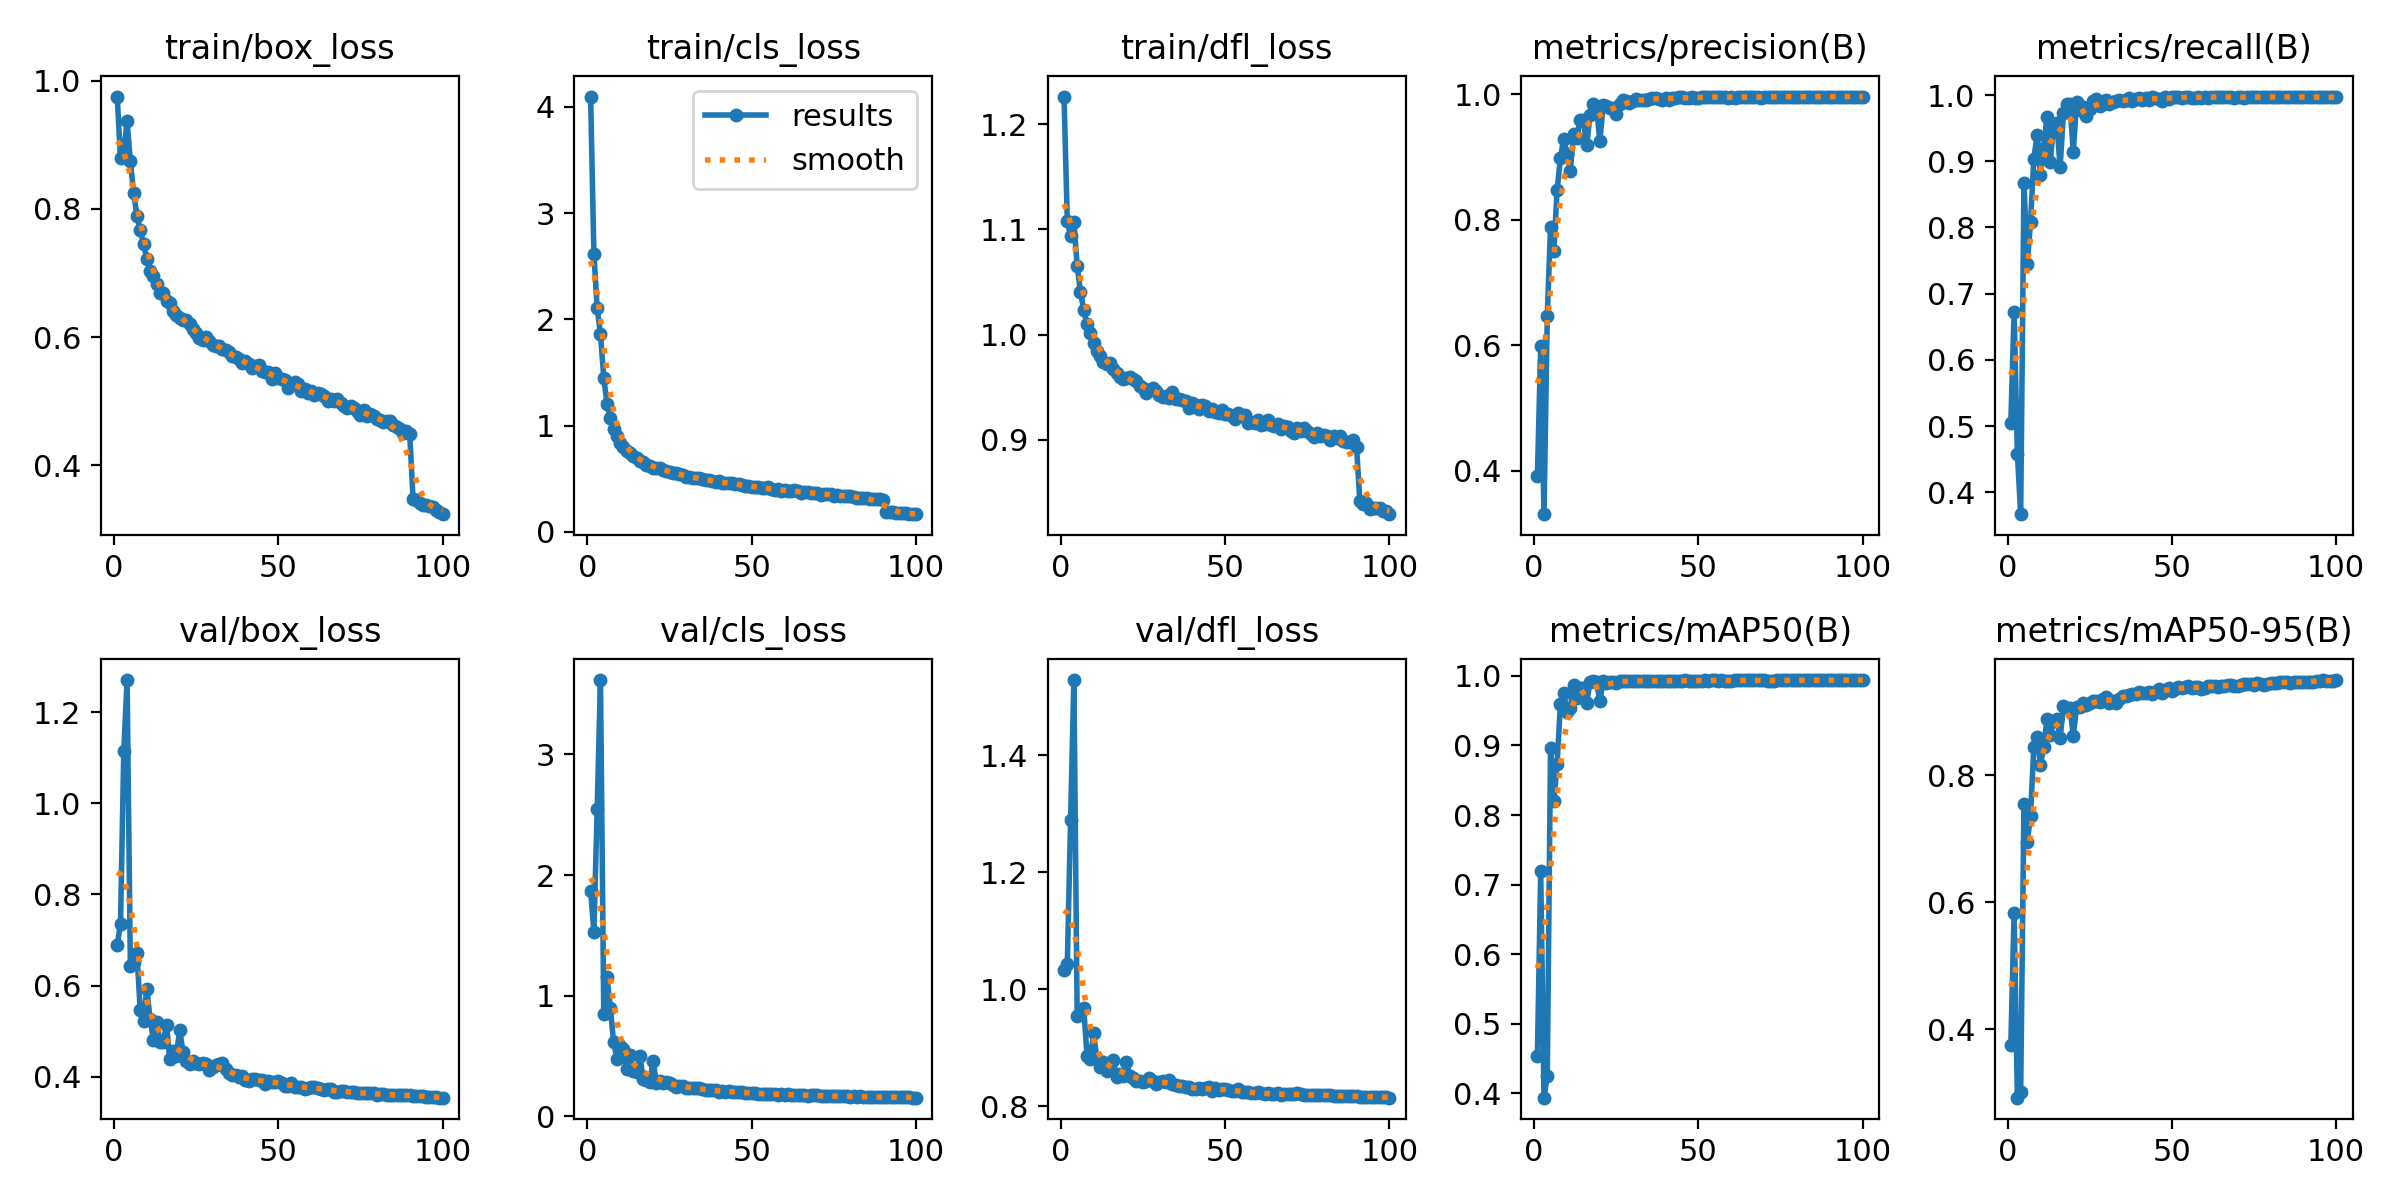 train/box_loss
1.0
0.8
0.6
0.4
0 50 100
train/cls_loss
4
3
2
1
0
0 50 100
results
smooth
train/dfl_loss
1.2
1.1
1.0
0.9
0 50 100
metrics/precision(B)
1.0
0.8
0.6
0.4
0 50 100
metrics/recall(B)
1.0
0.9
0.8
0.7
0.6
0.5
0.4
0 50 100
val/box_loss
1.2
1.0
0.8
0.6
0.4
0 50 100
val/cls_loss
3
2
1
0
0 50 100
val/dfl_loss
1.4
1.2
1.0
0.8
0 50 100
metrics/mAP50(B)
1.0
0.9
0.8
0.7
0.6
0.5
0.4
0 50 100
metrics/mAP50-95(B)
0.8
0.6
0.4
0 50 100